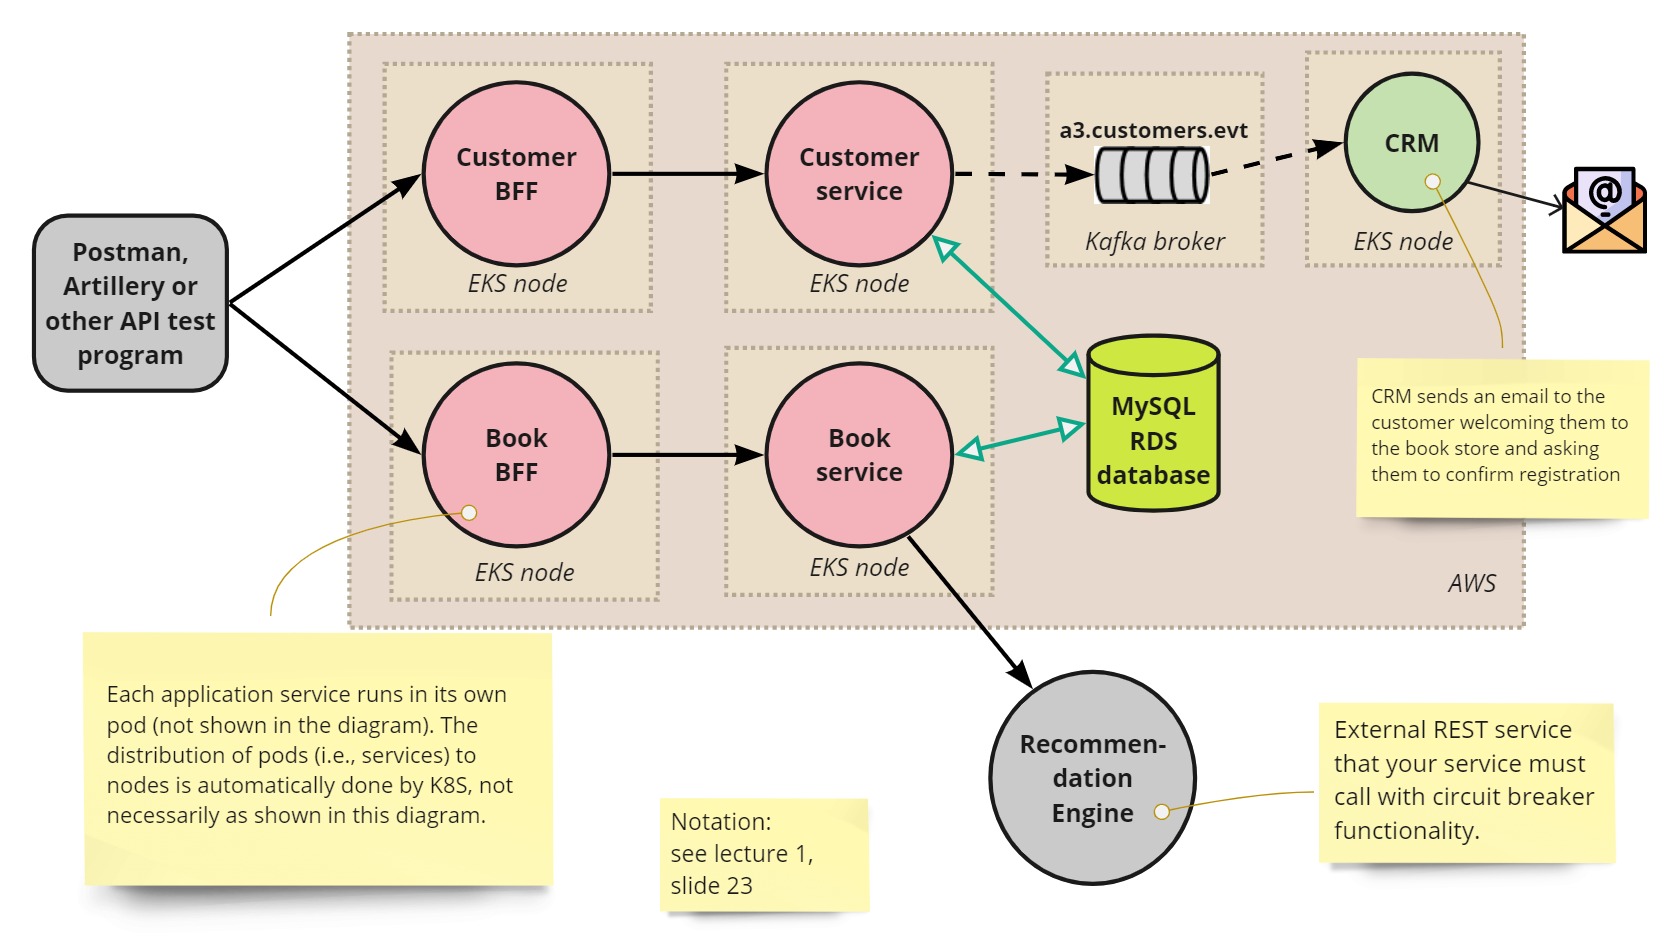 Postman,
Artillery or
other API test
program
Customer
BFF
EKS node
Customer
service
EKS node
a3.customers.evt
Kafka broker
CRM
EKS node
@
Book
BFF
EKS node
Book
service
EKS node
MySQL
RDS
database
CRM sends an email to the
customer welcoming them to
the book store and asking
them to confirm registration
AWS
Each application service runs in its own
pod (not shown in the diagram). The
distribution of pods (i.e., services) to
nodes is automatically done by K8S, not
necessarily as shown in this diagram.
Notation:
see lecture 1,
slide 23
Recommen-
dation
Engine
External REST service
that your service must
call with circuit breaker
functionality.